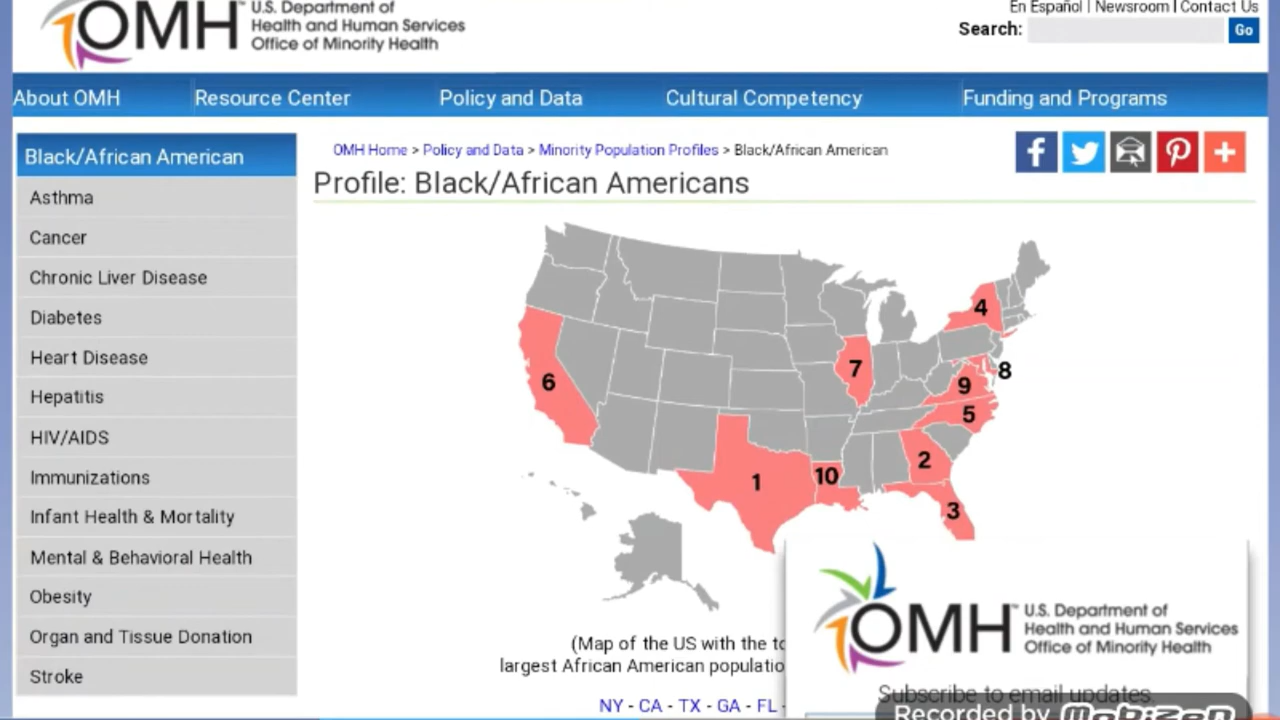 OMH™ U.S. Department of
Health and Human Services
Office of Minority Health
En Español | Newsroom | Contact Us
Search: Go
About OMH Resource Center Policy and Data Cultural Competency Funding and Programs
Black/African American
Asthma
Cancer
Chronic Liver Disease
Diabetes
Heart Disease
Hepatitis
HIV/AIDS
Immunizations
Infant Health & Mortality
Mental & Behavioral Health
Obesity
Organ and Tissue Donation
Stroke
OMH Home > Policy and Data > Minority Population Profiles > Black/African American
Profile: Black/African Americans
4
8
7
6
9
5
2
10
1
3
(Map of the US with the to
largest African American populatio
NY - CA - TX - GA - FL -
OMH™ U.S. Department of
Health and Human Services
Office of Minority Health
Subscribe to email updates
Recorded by MOBIZEN